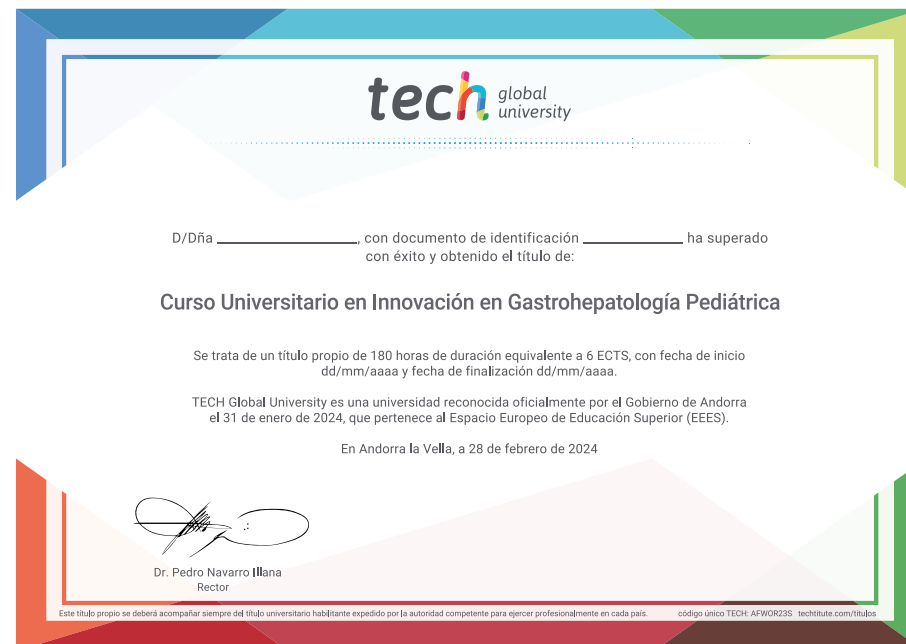 tech global university
D/Dña ____________________, con documento de identificación ______________ ha superado
con éxito y obtenido el título de:
Curso Universitario en Innovación en Gastrohepatología Pediátrica
Se trata de un título propio de 180 horas de duración equivalente a 6 ECTS, con fecha de inicio
dd/mm/aaaa y fecha de finalización dd/mm/aaaa.
TECH Global University es una universidad reconocida oficialmente por el Gobierno de Andorra
el 31 de enero de 2024, que pertenece al Espacio Europeo de Educación Superior (EEES).
En Andorra la Vella, a 28 de febrero de 2024
Dr. Pedro Navarro Illana
Rector
Este título propio se deberá acompañar siempre del título universitario habilitante expedido por la autoridad competente para ejercer profesionalmente en cada país. código único TECH: AFWOR23S techtitute.com/titulos